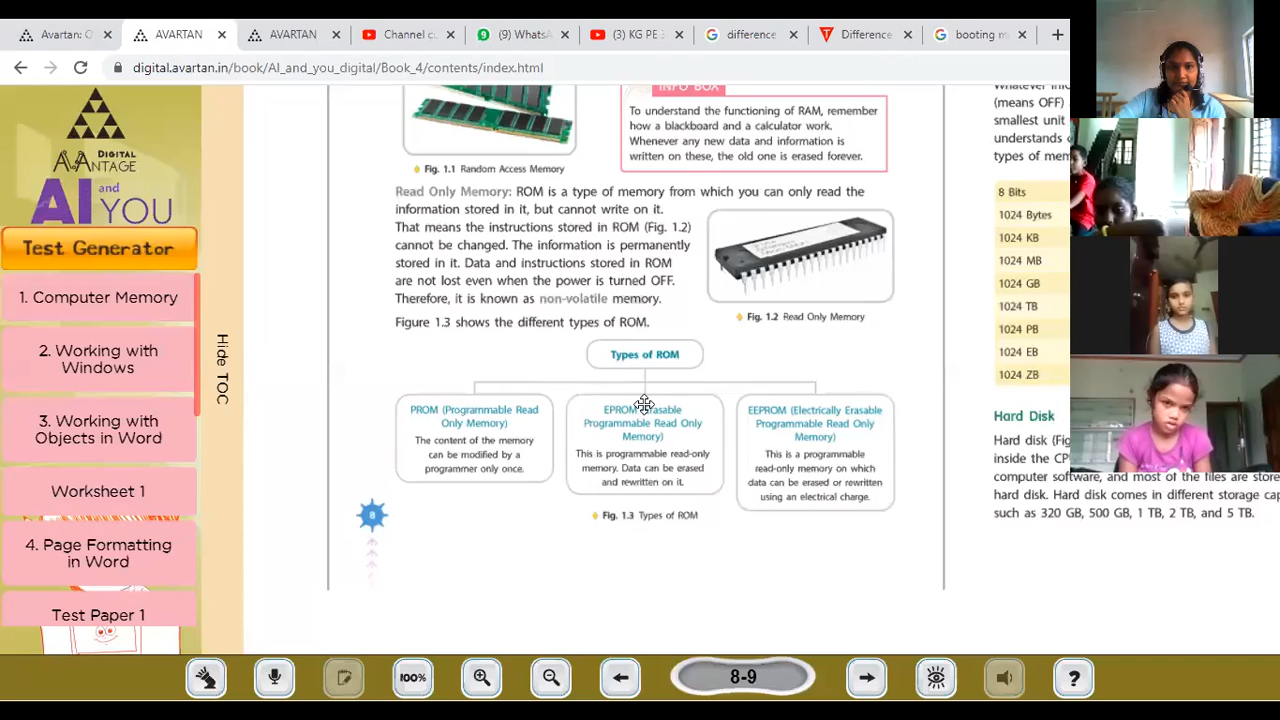 Avartan: O
AVARTAN
AVARTAN
Channel cu
(9) WhatsA
(3) KG PE
difference
Difference
booting m
digital.avartan.in/book/AI_and_you_digital/Book_4/contents/index.html
DIGITAL
AVANTAGE
AI and YOU
Test Generator
1. Computer Memory
2. Working with
Windows
3. Working with
Objects in Word
Worksheet 1
4. Page Formatting
in Word
Test Paper 1
Hide TOC
INFO BOX
To understand the functioning of RAM, remember
how a blackboard and a calculator work.
Whenever any new data and information is
written on these, the old one is erased forever.
Fig. 1.1 Random Access Memory
Read Only Memory: ROM is a type of memory from which you can only read the
information stored in it, but cannot write on it.
That means the instructions stored in ROM (Fig. 1.2)
cannot be changed. The information is permanently
stored in it. Data and instructions stored in ROM
are not lost even when the power is turned OFF.
Therefore, it is known as non-volatile memory.
Fig. 1.2 Read Only Memory
Figure 1.3 shows the different types of ROM.
Types of ROM
PROM (Programmable Read
Only Memory)
The content of the memory
can be modified by a
programmer only once.
EPROM
Programmable Read Only
Memory)
This is programmable read-only
memory. Data can be erased
and rewritten on it.
EEPROM (Electrically Erasable
Programmable Read Only
Memory)
This is a programmable
read-only memory on which
data can be erased or rewritten
using an electrical charge.
Fig. 1.3 Types of ROM
8
(means OFF)
smallest unit
understands
types of mem
8 Bits
1024 Bytes
1024 KB
1024 MB
1024 GB
1024 TB
1024 PB
1024 EB
1024 ZB
Hard Disk
Hard disk (Fig
inside the CP
computer software, and most of the files are store
hard disk. Hard disk comes in different storage cap
such as 320 GB, 500 GB, 1 TB, 2 TB, and 5 TB.
100%
8-9
?